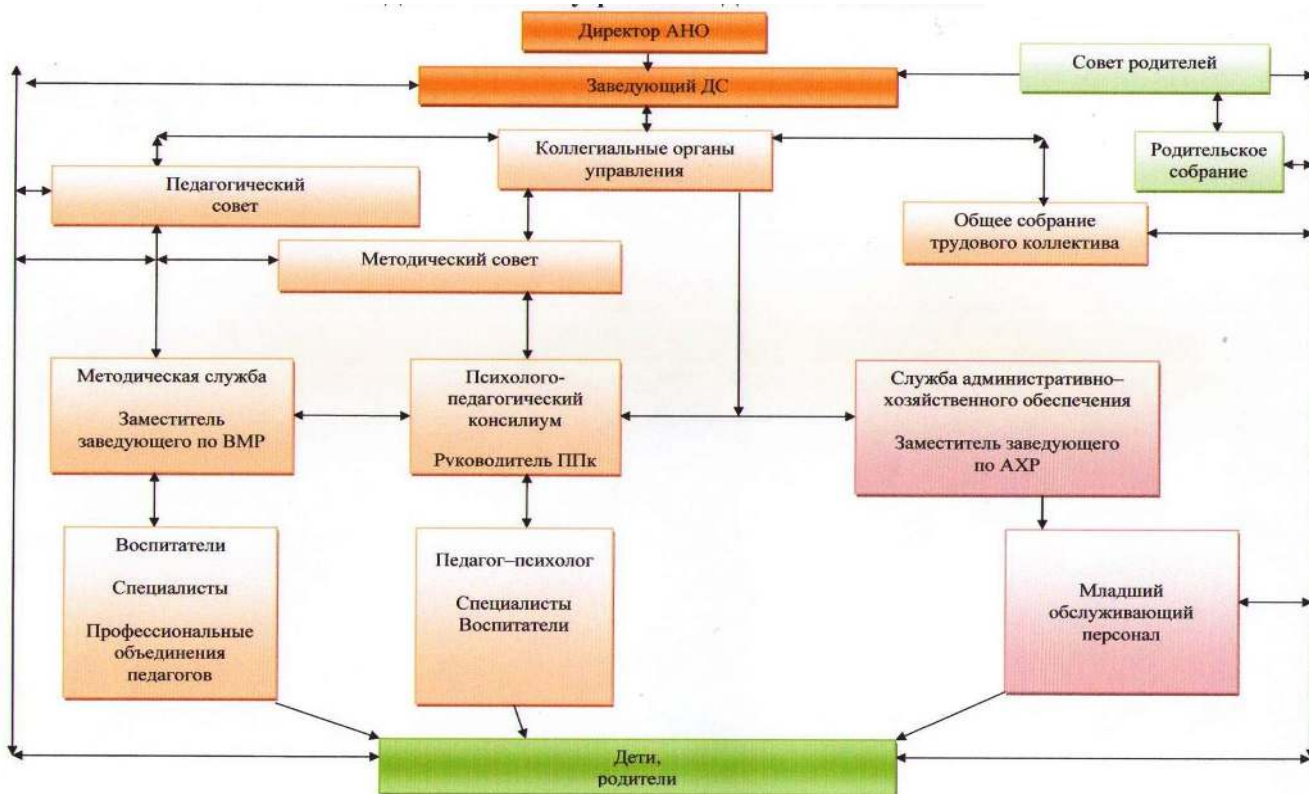 Директор АНО
Заведующий ДС
Совет родителей
Коллегиальные органы
управления
Родительское
собрание
Педагогический
совет
Общее собрание
трудового коллектива
Методический совет
Методическая служба
Заместитель
заведующего по ВМР
Психолого-
педагогический
консилиум
Руководитель ППк
Служба административно–
хозяйственного обеспечения
Заместитель заведующего
по АХР
Воспитатели
Специалисты
Профессиональные
объединения
педагогов
Педагог–психолог
Специалисты
Воспитатели
Младший
обслуживающий
персонал
Дети,
родители